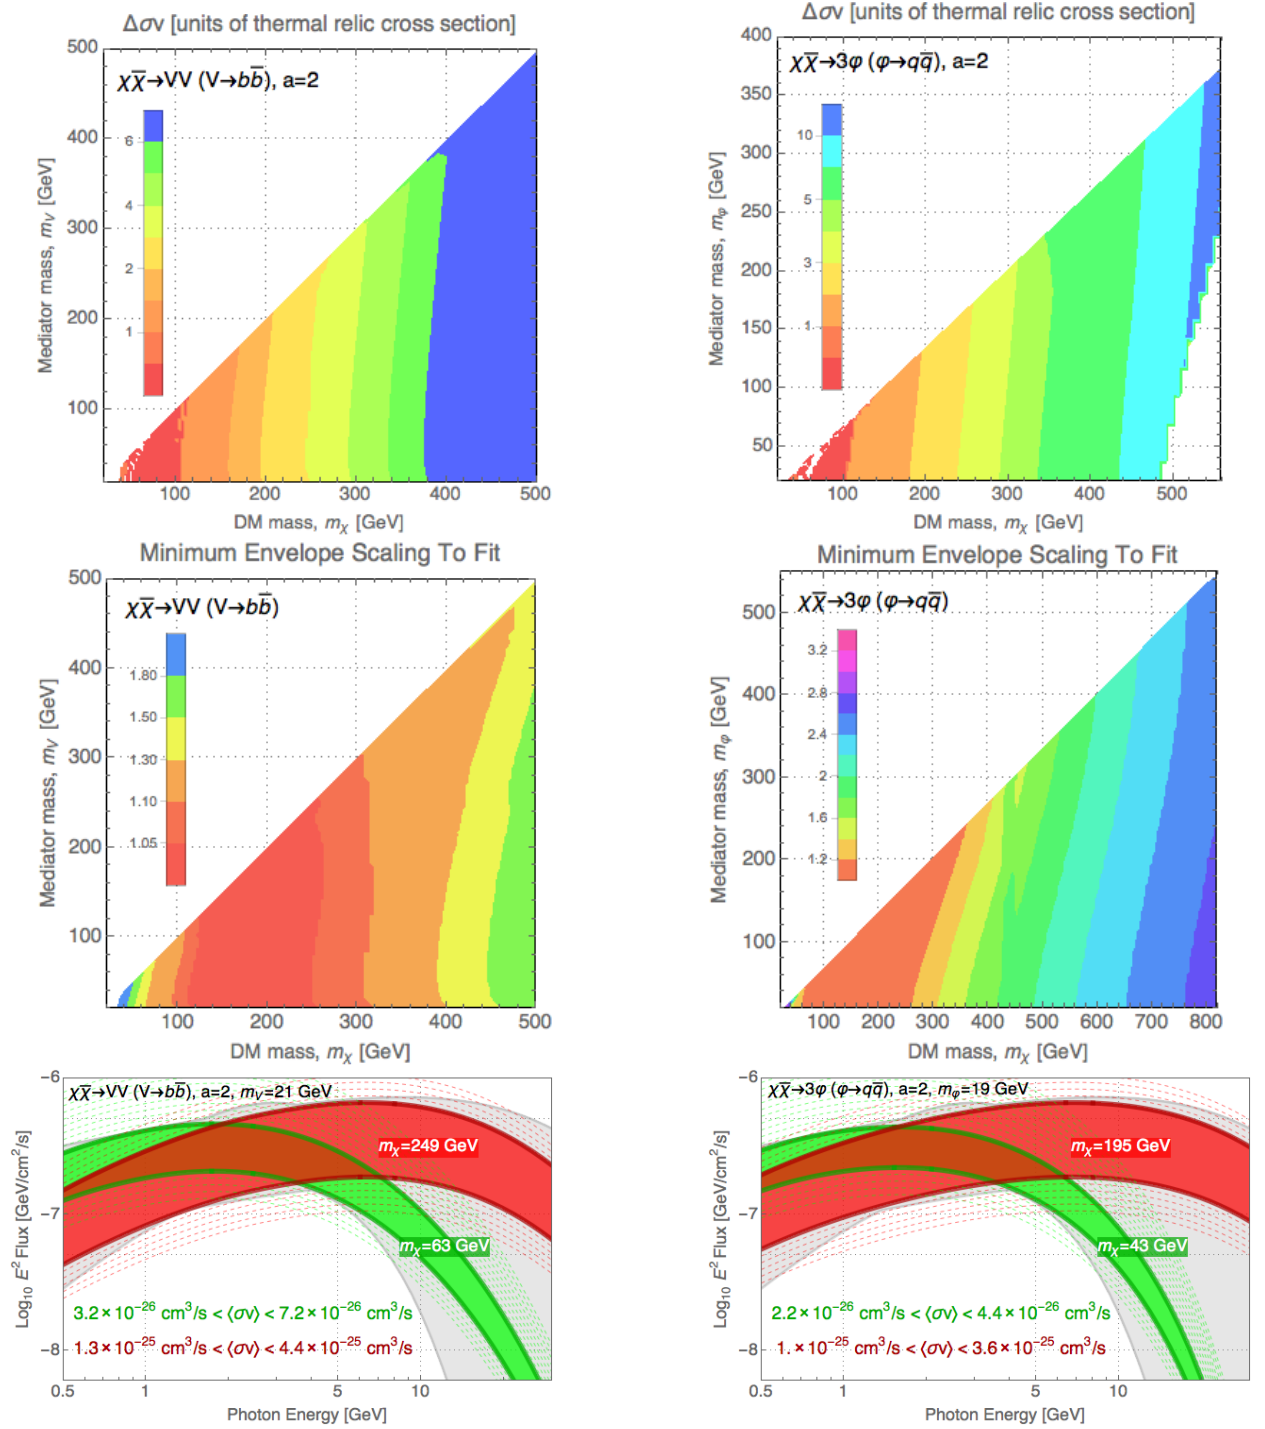 Δσv [units of thermal relic cross section]
χχ̅→VV (V→bb̅), a=2
500
400
300
200
100
6
4
2
1
Mediator mass, m_V [GeV]
100 200 300 400 500
DM mass, m_χ [GeV]
Δσv [units of thermal relic cross section]
χχ̅→3φ (φ→qq̅), a=2
400
350
300
250
200
150
100
50
10
5
3
1
Mediator mass, m_φ [GeV]
100 200 300 400 500
DM mass, m_χ [GeV]
Minimum Envelope Scaling To Fit
χχ̅→VV (V→bb̅)
500
400
300
200
100
1.80
1.50
1.30
1.10
1.05
Mediator mass, m_V [GeV]
100 200 300 400 500
DM mass, m_χ [GeV]
Minimum Envelope Scaling To Fit
χχ̅→3φ (φ→qq̅)
500
400
300
200
100
3.2
2.8
2.4
2
1.6
1.2
Mediator mass, m_φ [GeV]
100 200 300 400 500 600 700 800
DM mass, m_χ [GeV]
χχ̅→VV (V→bb̅), a=2, m_V=21 GeV
−6
−7
−8
m_χ=249 GeV
m_χ=63 GeV
3.2×10⁻²⁶ cm³/s < ⟨σv⟩ < 7.2×10⁻²⁶ cm³/s
1.3×10⁻²⁵ cm³/s < ⟨σv⟩ < 4.4×10⁻²⁵ cm³/s
Log₁₀ E² Flux [GeV/cm²/s]
0.5 1 5 10
Photon Energy [GeV]
χχ̅→3φ (φ→qq̅), a=2, m_φ=19 GeV
−6
−7
−8
m_χ=195 GeV
m_χ=43 GeV
2.2×10⁻²⁶ cm³/s < ⟨σv⟩ < 4.4×10⁻²⁶ cm³/s
1.×10⁻²⁵ cm³/s < ⟨σv⟩ < 3.6×10⁻²⁵ cm³/s
Log₁₀ E² Flux [GeV/cm²/s]
0.5 1 5 10
Photon Energy [GeV]